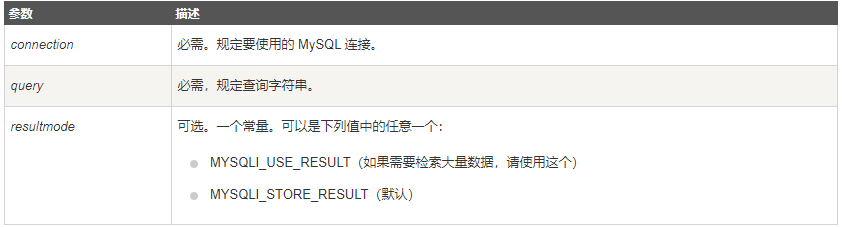 参数 描述
connection 必需。规定要使用的 MySQL 连接。
query 必需，规定查询字符串。
resultmode 可选。一个常量。可以是下列值中的任意一个：
MYSQLI_USE_RESULT（如果需要检索大量数据，请使用这个）
MYSQLI_STORE_RESULT（默认）